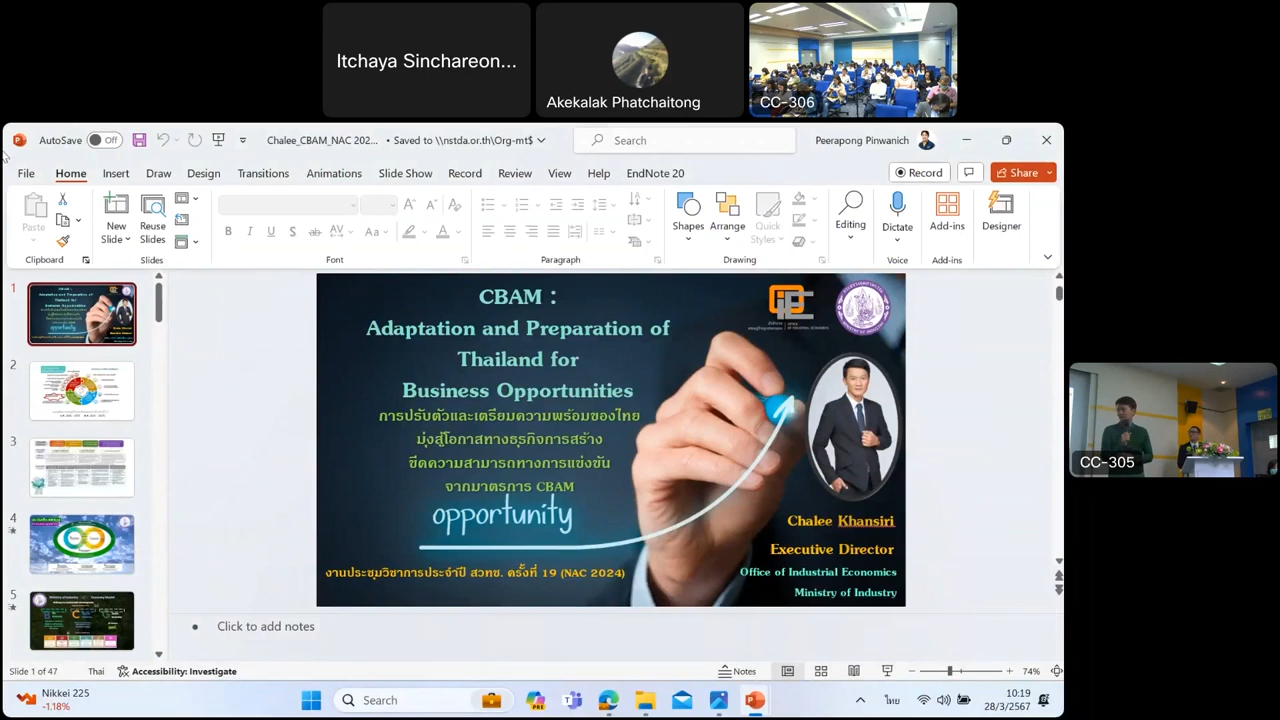 Itchaya Sinchareon...
Akekalak Phatchaitong
CC-306
AutoSave
Off
Chalee_CBAM_NAC 202... • Saved to \\nstda.or.th\Org-mt$
Search
Peerapong Pinwanich
File
Home
Insert
Draw
Design
Transitions
Animations
Slide Show
Record
Review
View
Help
EndNote 20
Record
Share
Paste
New
Slide
Reuse
Slides
Shapes
Arrange
Quick
Styles
Editing
Dictate
Add-ins
Designer
Clipboard
Slides
Font
Paragraph
Drawing
Voice
Add-ins
1
2
3
4
5
CBAM :
Adaptation and Preparation of
Thailand for
Business Opportunities
การปรับตัวและเตรียมความพร้อมของไทย
มุ่งสู้โอกาสทางธุรกิจการสร้าง
ขีดความสามารถทางการแข่งขัน
จากมาตรการ CBAM
opportunity
งานประชุมวิชาการประจำปี สวทช. ครั้งที่ 19 (NAC 2024)
Chalee Khansiri
Executive Director
Office of Industrial Economics
Ministry of Industry
CC-305
Click to add notes
Slide 1 of 47
Thai
Accessibility: Investigate
Notes
74%
Nikkei 225
-1.18%
Search
ไทย
10:19
28/3/2567